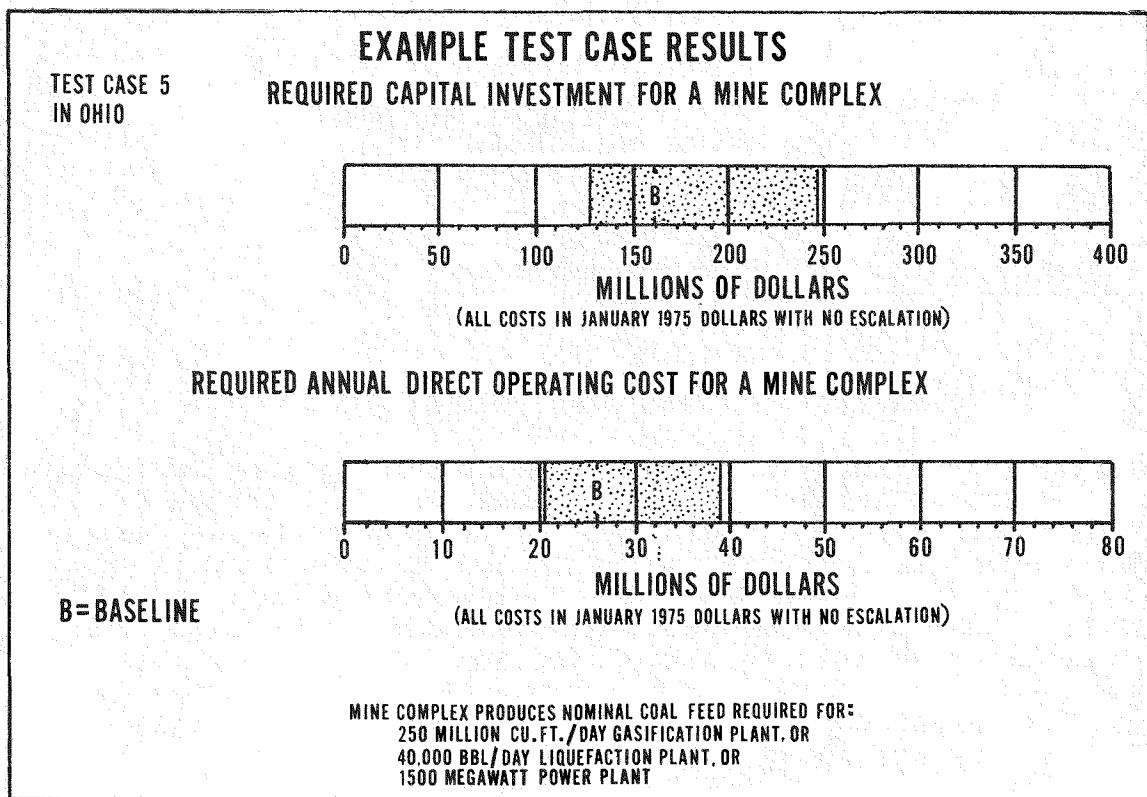 EXAMPLE TEST CASE RESULTS
TEST CASE 5
IN OHIO
REQUIRED CAPITAL INVESTMENT FOR A MINE COMPLEX
B
0 50 100 150 200 250 300 350 400
MILLIONS OF DOLLARS
(ALL COSTS IN JANUARY 1975 DOLLARS WITH NO ESCALATION)
REQUIRED ANNUAL DIRECT OPERATING COST FOR A MINE COMPLEX
B
0 10 20 30 40 50 60 70 80
MILLIONS OF DOLLARS
(ALL COSTS IN JANUARY 1975 DOLLARS WITH NO ESCALATION)
B=BASELINE
MINE COMPLEX PRODUCES NOMINAL COAL FEED REQUIRED FOR:
250 MILLION CU.FT./DAY GASIFICATION PLANT, OR
40,000 BBL/DAY LIQUEFACTION PLANT, OR
1500 MEGAWATT POWER PLANT